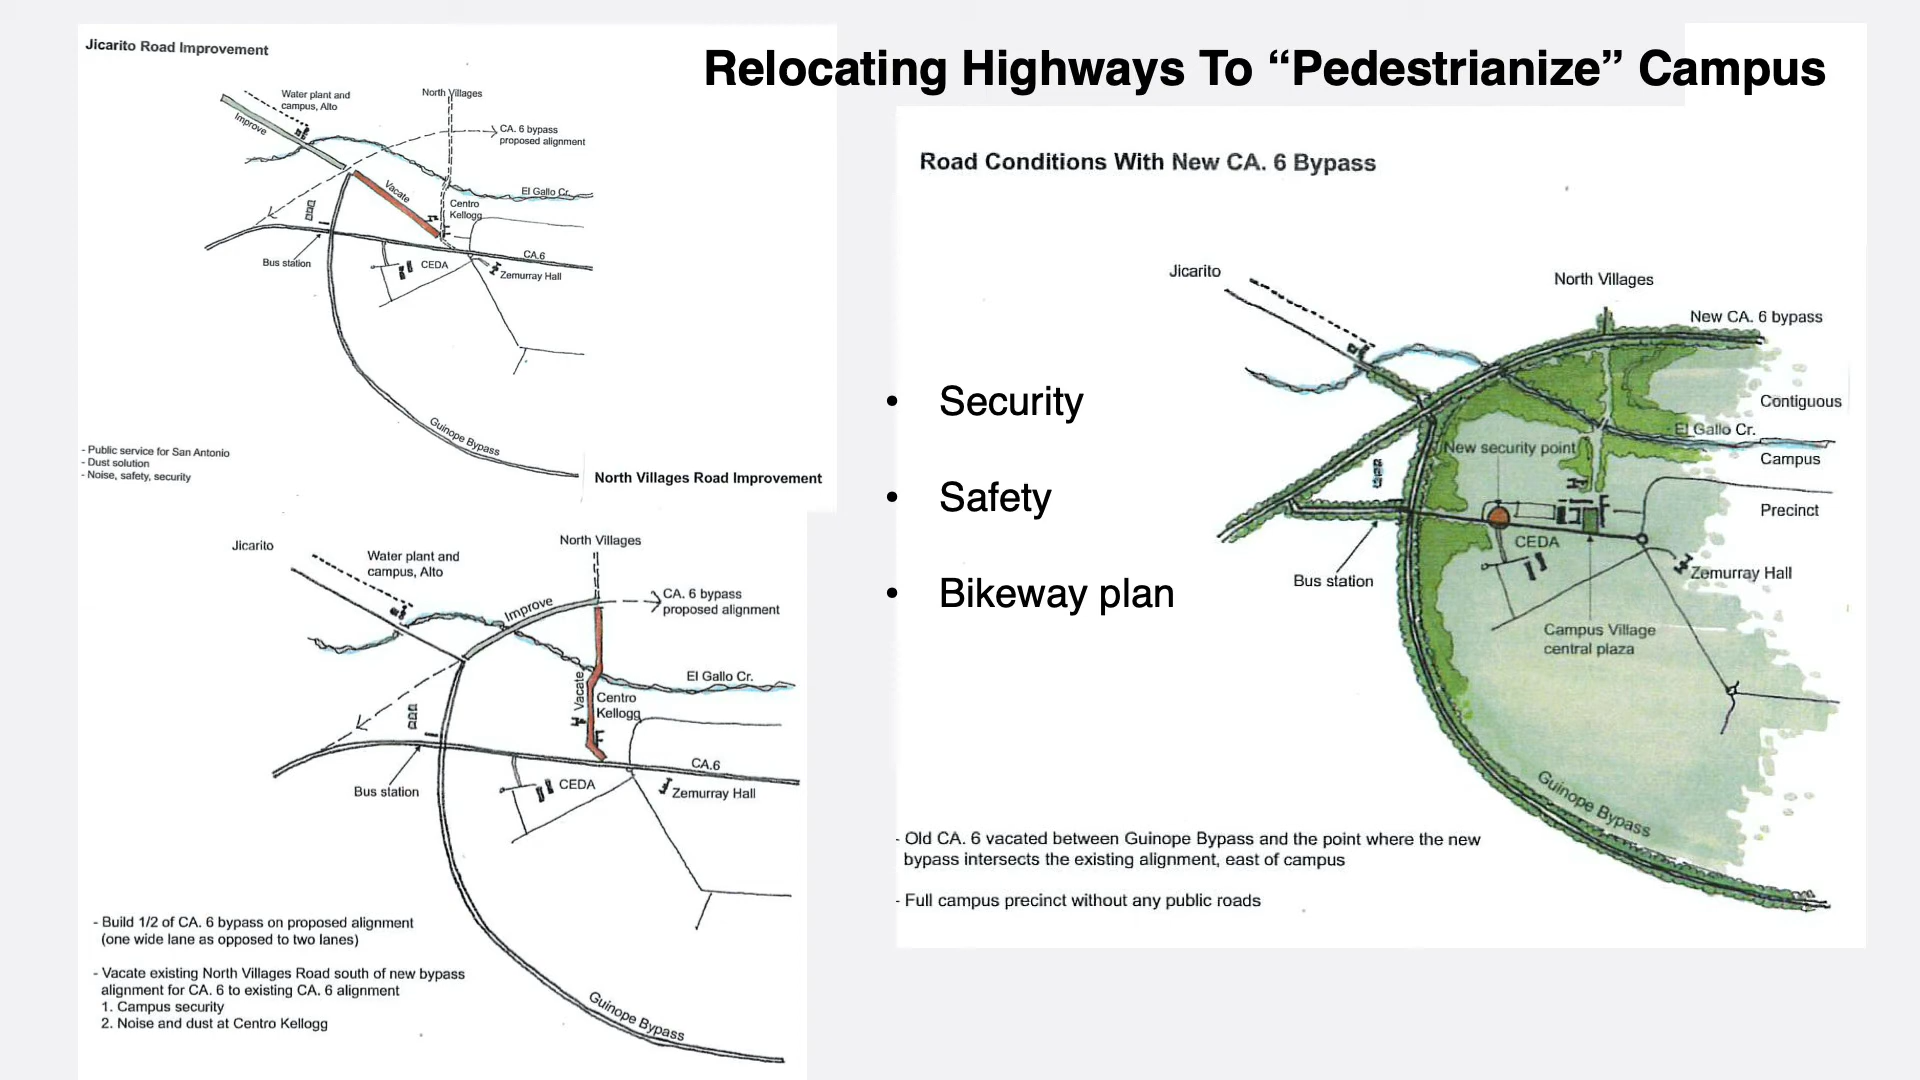 Relocating Highways To “Pedestrianize” Campus
Jicarito Road Improvement
Water plant and
campus, Alto
North Villages
Improve
CA. 6 bypass
proposed alignment
Vacate
El Gallo Cr.
Centro
Kellogg
CA.6
Bus station
CEDA
Zemurray Hall
Guinope Bypass
- Public service for San Antonio
- Dust solution
- Noise, safety, security
North Villages Road Improvement
Jicarito
Water plant and
campus, Alto
North Villages
Improve
CA. 6 bypass
proposed alignment
El Gallo Cr.
Vacate
Centro
Kellogg
CA.6
Bus station
CEDA
Zemurray Hall
Guinope Bypass
- Build 1/2 of CA. 6 bypass on proposed alignment
(one wide lane as opposed to two lanes)
- Vacate existing North Villages Road south of new bypass
alignment for CA. 6 to existing CA. 6 alignment
1. Campus security
2. Noise and dust at Centro Kellogg
• Security
• Safety
• Bikeway plan
Road Conditions With New CA. 6 Bypass
Jicarito
North Villages
New CA. 6 bypass
Contiguous
El Gallo Cr.
New security point
Campus
Precinct
CEDA
Bus station
Zemurray Hall
Campus Village
central plaza
Guinope Bypass
- Old CA. 6 vacated between Guinope Bypass and the point where the new
bypass intersects the existing alignment, east of campus
- Full campus precinct without any public roads